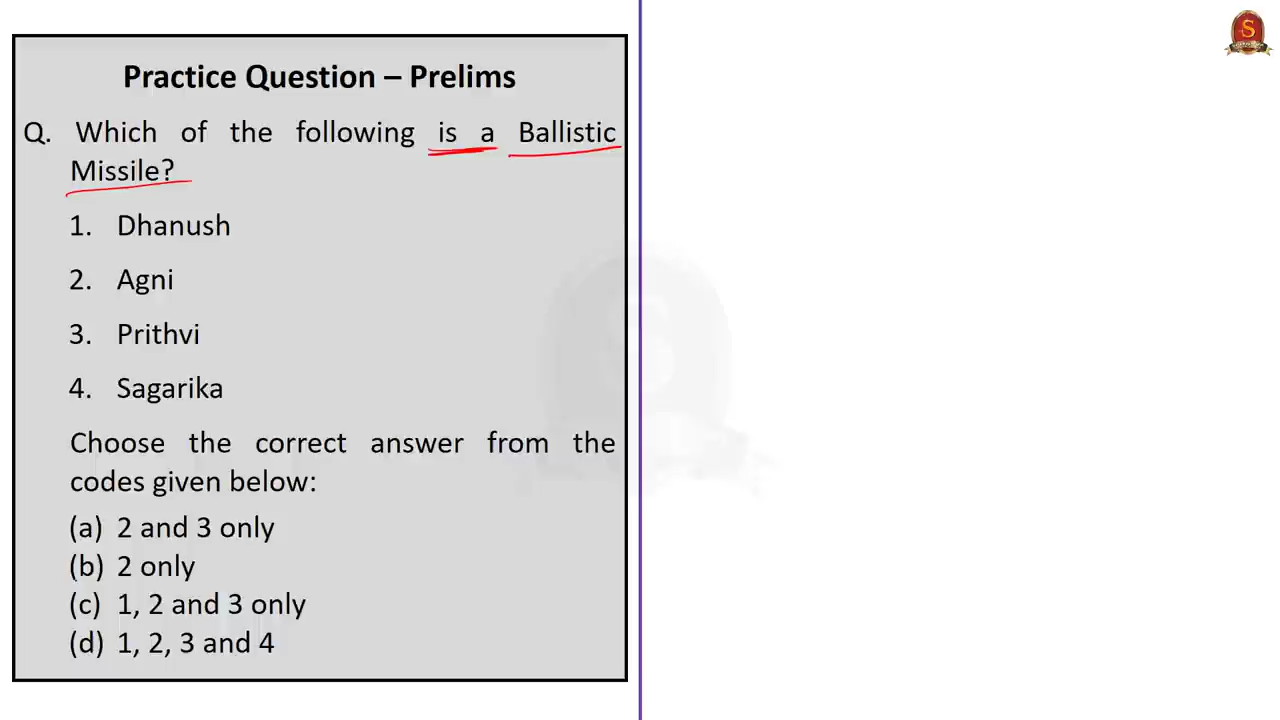 Practice Question – Prelims
Q. Which of the following is a Ballistic
Missile?
1. Dhanush
2. Agni
3. Prithvi
4. Sagarika
Choose the correct answer from the
codes given below:
(a) 2 and 3 only
(b) 2 only
(c) 1, 2 and 3 only
(d) 1, 2, 3 and 4
S